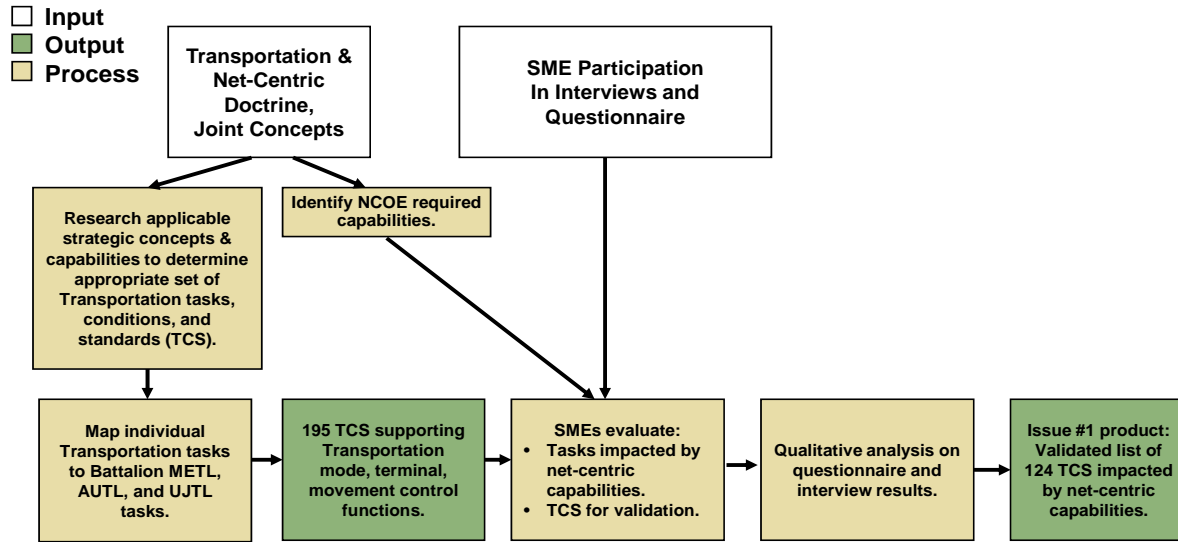 Input
Output
Process
Transportation &
Net-Centric
Doctrine,
Joint Concepts
SME Participation
In Interviews and
Questionnaire
Research applicable
strategic concepts &
capabilities to determine
appropriate set of
Transportation tasks,
conditions, and
standards (TCS).
Identify NCOE required
capabilities.
Map individual
Transportation tasks
to Battalion METL,
AUTL, and UJTL
tasks.
195 TCS supporting
Transportation
mode, terminal,
movement control
functions.
SMEs evaluate:
• Tasks impacted by
net-centric
capabilities.
• TCS for validation.
Qualitative analysis on
questionnaire and
interview results.
Issue #1 product:
Validated list of
124 TCS impacted
by net-centric
capabilities.